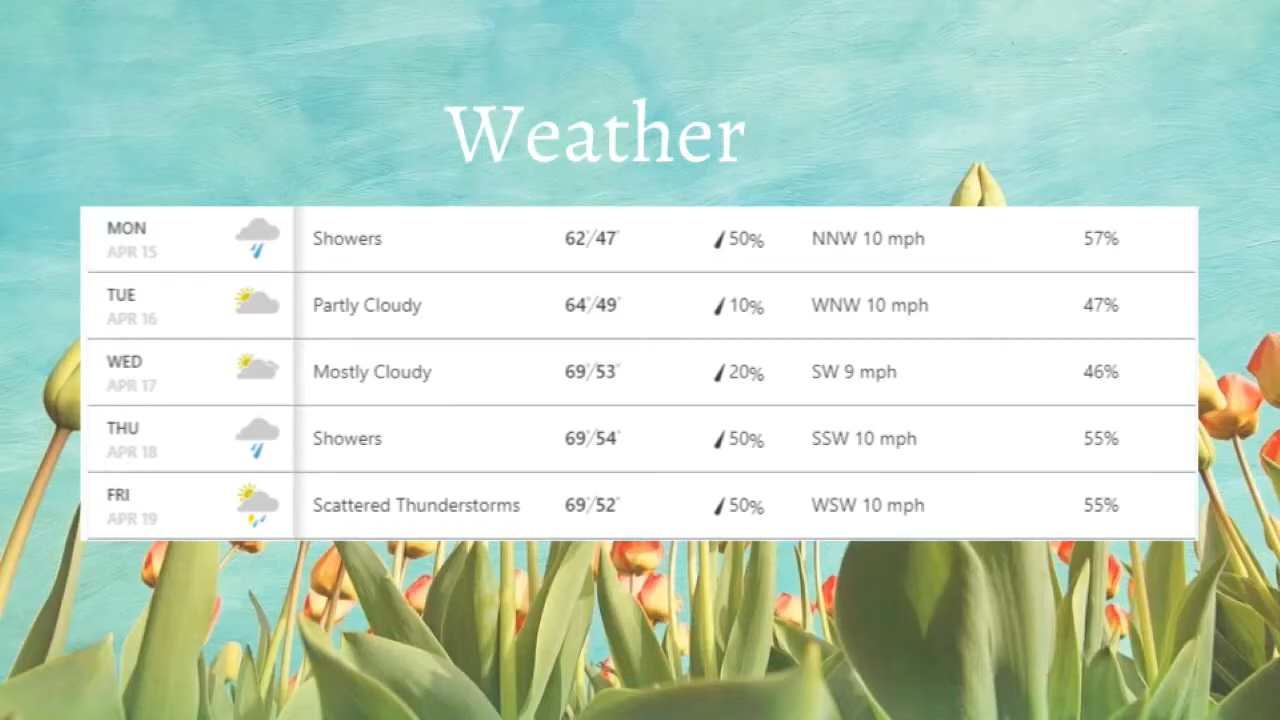 Weather
MON
APR 15
Showers 62°/47° 50% NNW 10 mph 57%
TUE
APR 16
Partly Cloudy 64°/49° 10% WNW 10 mph 47%
WED
APR 17
Mostly Cloudy 69°/53° 20% SW 9 mph 46%
THU
APR 18
Showers 69°/54° 50% SSW 10 mph 55%
FRI
APR 19
Scattered Thunderstorms 69°/52° 50% WSW 10 mph 55%